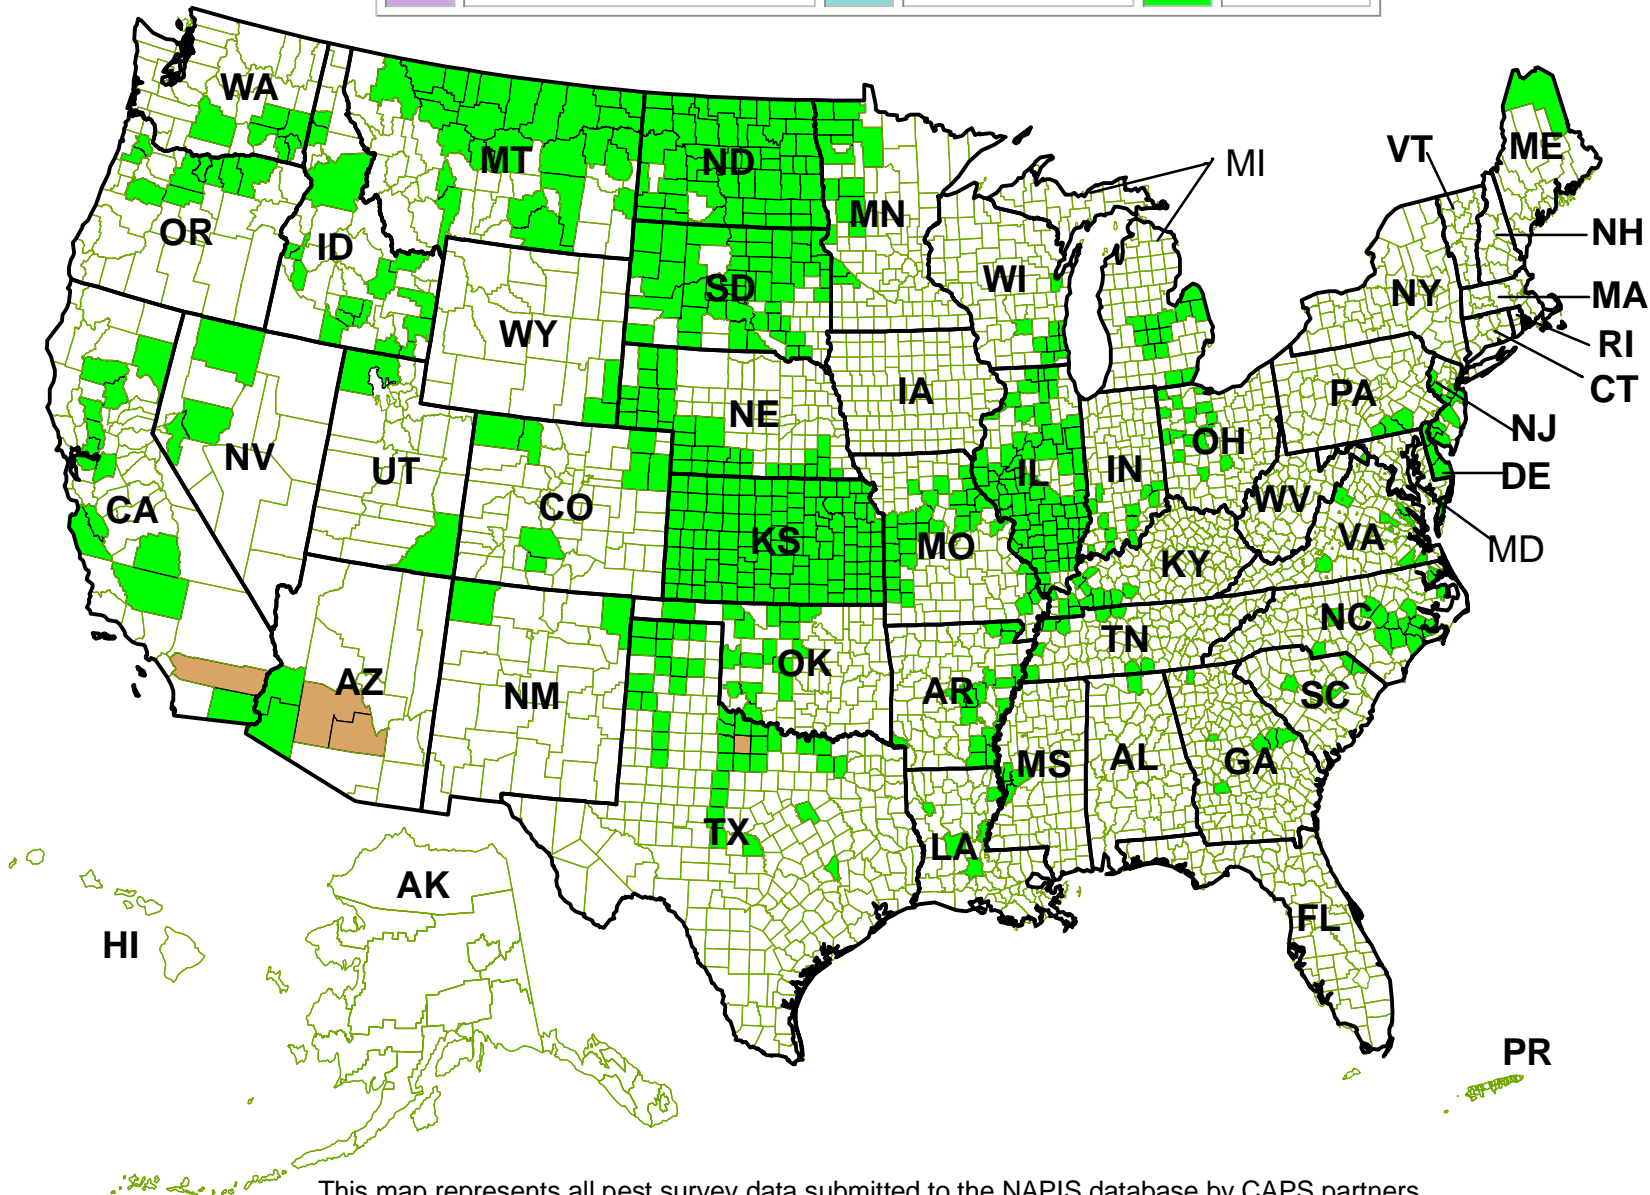 WA
MT
ND
MN
MI
VT
ME
OR
ID
SD
WI
NH
NY
MA
WY
RI
IA
PA
CT
NE
NJ
NV
UT
OH
IL
IN
DE
CO
WV
CA
KS
MO
VA
MD
KY
NC
TN
OK
AZ
NM
AR
SC
MS
AL
GA
TX
LA
AK
FL
HI
PR
This map represents all pest survey data submitted to the NAPIS database by CAPS partners